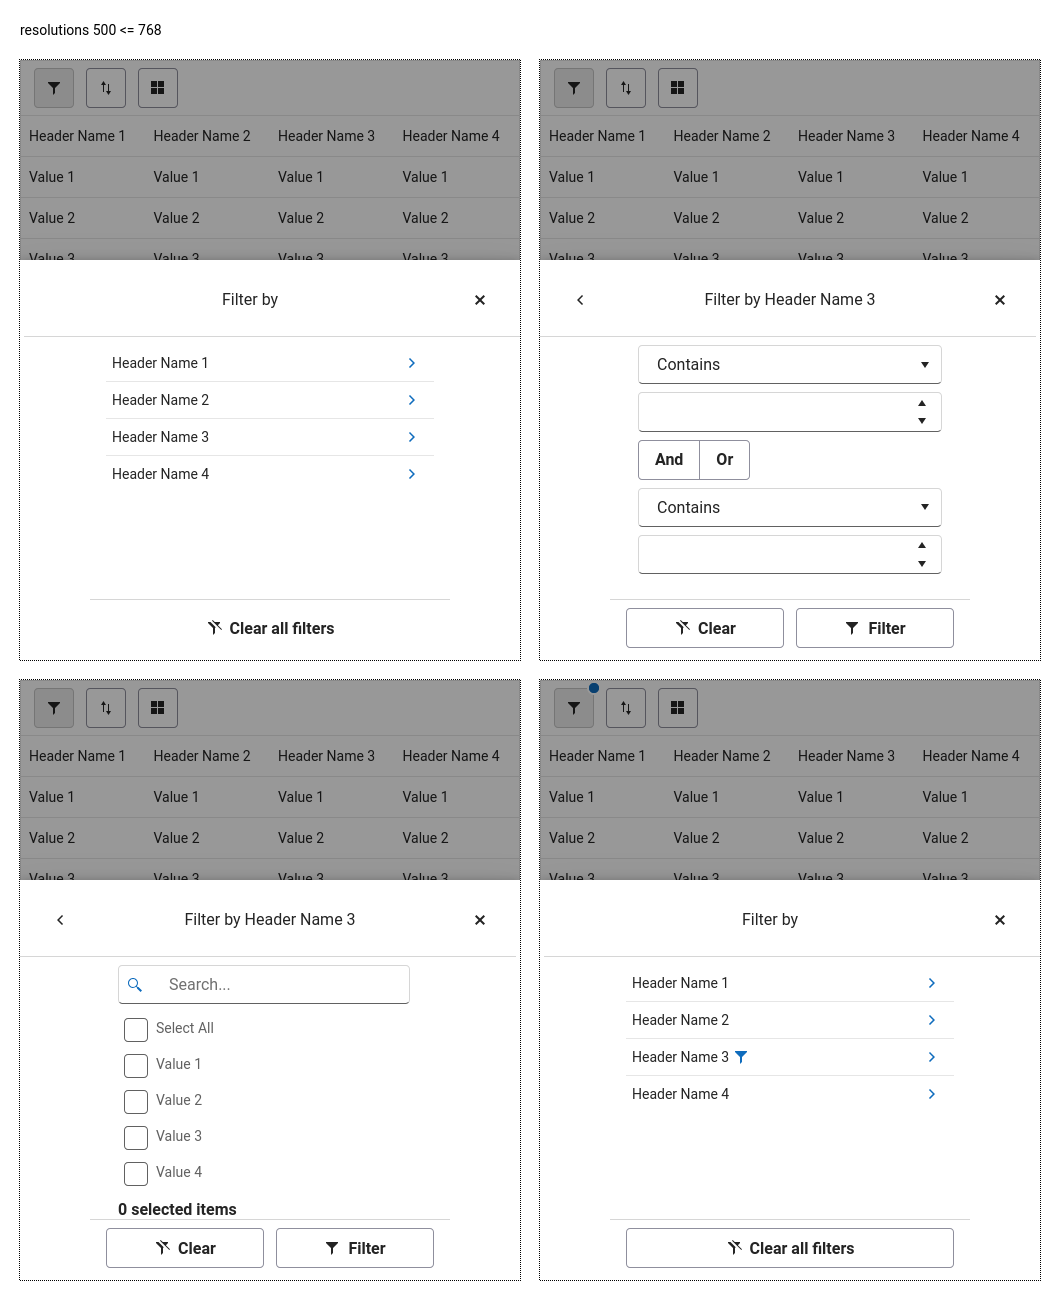 resolutions 500 <= 768
Header Name 1 Header Name 2 Header Name 3 Header Name 4
Value 1 Value 1 Value 1 Value 1
Value 2 Value 2 Value 2 Value 2
Value 3 Value 3 Value 3 Value 3
Filter by
Header Name 1
Header Name 2
Header Name 3
Header Name 4
Clear all filters
Header Name 1 Header Name 2 Header Name 3 Header Name 4
Value 1 Value 1 Value 1 Value 1
Value 2 Value 2 Value 2 Value 2
Value 3 Value 3 Value 3 Value 3
Filter by Header Name 3
Contains
And Or
Contains
Clear Filter
Header Name 1 Header Name 2 Header Name 3 Header Name 4
Value 1 Value 1 Value 1 Value 1
Value 2 Value 2 Value 2 Value 2
Value 3 Value 3 Value 3 Value 3
Filter by Header Name 3
Search...
Select All
Value 1
Value 2
Value 3
Value 4
0 selected items
Clear Filter
Header Name 1 Header Name 2 Header Name 3 Header Name 4
Value 1 Value 1 Value 1 Value 1
Value 2 Value 2 Value 2 Value 2
Value 3 Value 3 Value 3 Value 3
Filter by
Header Name 1
Header Name 2
Header Name 3
Header Name 4
Clear all filters